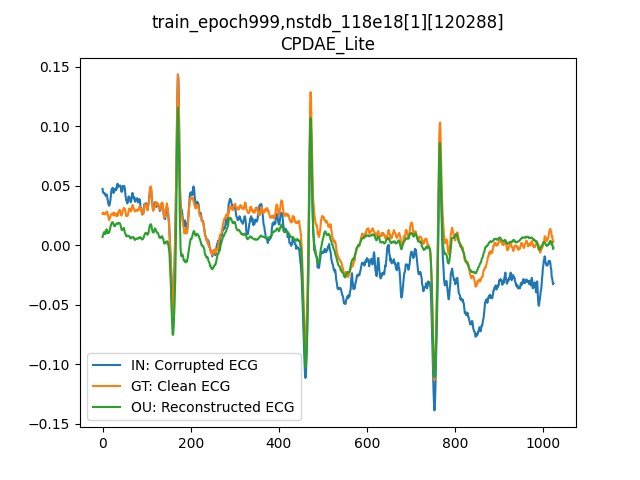 train_epoch999,nstdb_118e18[1][120288]
CPDAE_Lite
0.15
0.10
0.05
0.00
−0.05
−0.10
−0.15
IN: Corrupted ECG
GT: Clean ECG
OU: Reconstructed ECG
0 200 400 600 800 1000